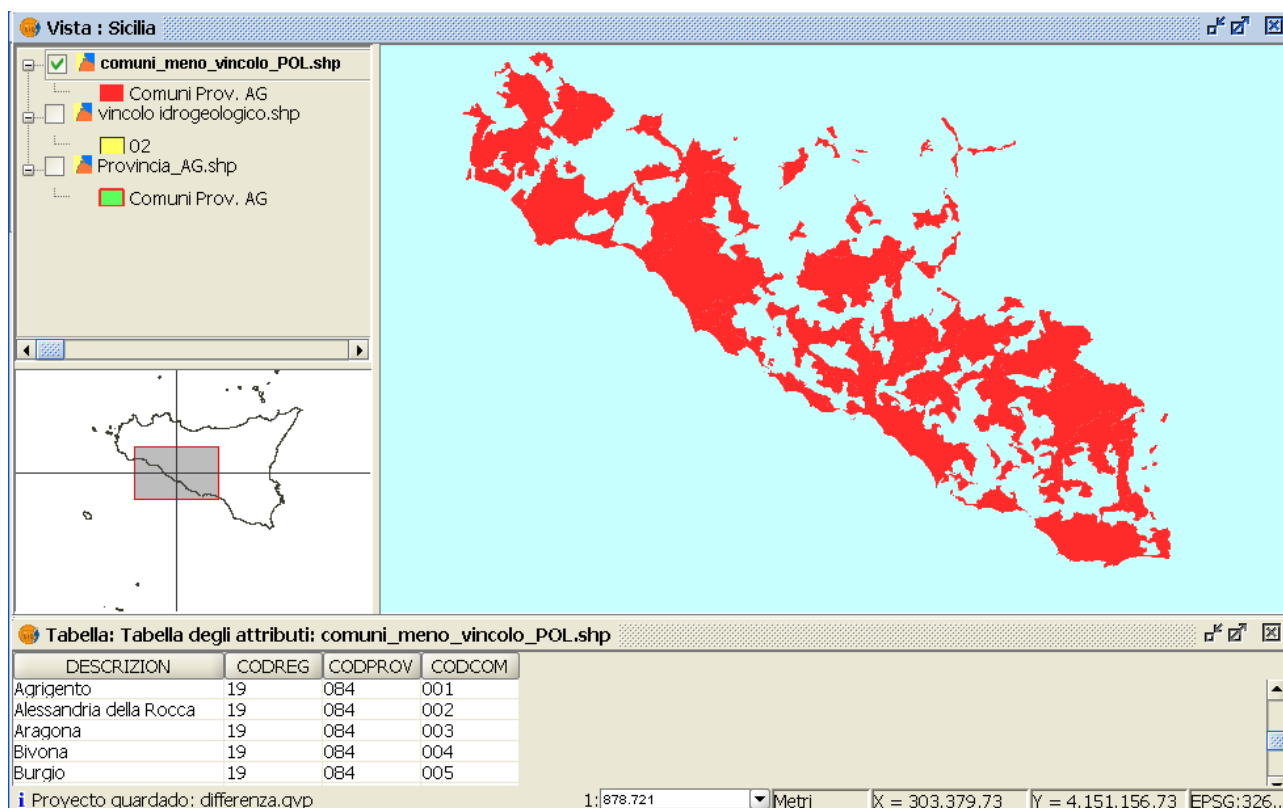 Vista : Sicilia
comuni_meno_vincolo_POL.shp
Comuni Prov. AG
vincolo idrogeologico.shp
02
Provincia_AG.shp
Comuni Prov. AG
Tabella: Tabella degli attributi: comuni_meno_vincolo_POL.shp
DESCRIZION CODREG CODPROV CODCOM
Agrigento 19 084 001
Alessandria della Rocca 19 084 002
Aragona 19 084 003
Bivona 19 084 004
Burgio 19 084 005
Proyecto guardado: differenza.gvp 1: 878.721 Metri X = 303.379,73 Y = 4.151.156,73 EPSG:326